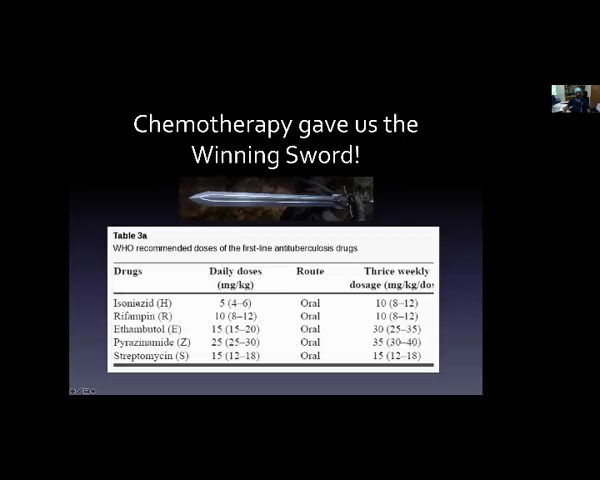 Chemotherapy gave us the
Winning Sword!
Table 3a
WHO recommended doses of the first-line antituberculosis drugs
Drugs Daily doses Route Thrice weekly
(mg/kg) dosage (mg/kg/dos
Isoniazid (H) 5 (4–6) Oral 10 (8–12)
Rifampin (R) 10 (8–12) Oral 10 (8–12)
Ethambutol (E) 15 (15–20) Oral 30 (25–35)
Pyrazinamide (Z) 25 (25–30) Oral 35 (30–40)
Streptomycin (S) 15 (12–18) Oral 15 (12–18)